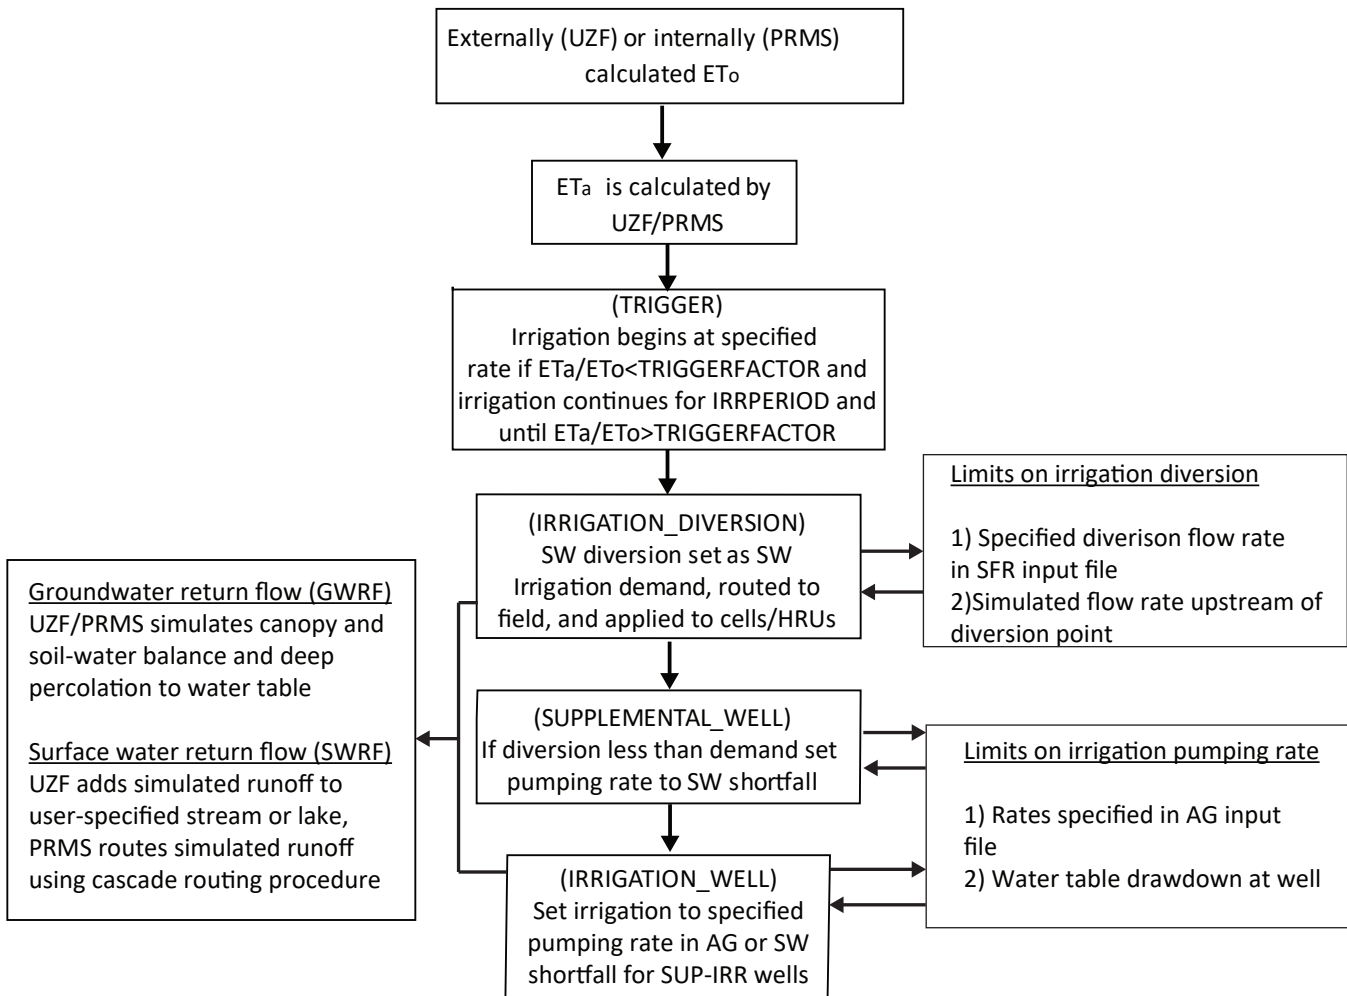 Externally (UZF) or internally (PRMS)
calculated ETo
ETa is calculated by
UZF/PRMS
(TRIGGER)
Irrigation begins at specified
rate if ETa/ETo<TRIGGERFACTOR and
irrigation continues for IRRPERIOD and
until ETa/ETo>TRIGGERFACTOR
(IRRIGATION_DIVERSION)
SW diversion set as SW
Irrigation demand, routed to
field, and applied to cells/HRUs
Limits on irrigation diversion
1) Specified diverison flow rate
in SFR input file
2)Simulated flow rate upstream of
diversion point
Groundwater return flow (GWRF)
UZF/PRMS simulates canopy and
soil-water balance and deep
percolation to water table
Surface water return flow (SWRF)
UZF adds simulated runoff to
user-specified stream or lake,
PRMS routes simulated runoff
using cascade routing procedure
(SUPPLEMENTAL_WELL)
If diversion less than demand set
pumping rate to SW shortfall
Limits on irrigation pumping rate
1) Rates specified in AG input
file
2) Water table drawdown at well
(IRRIGATION_WELL)
Set irrigation to specified
pumping rate in AG or SW
shortfall for SUP-IRR wells